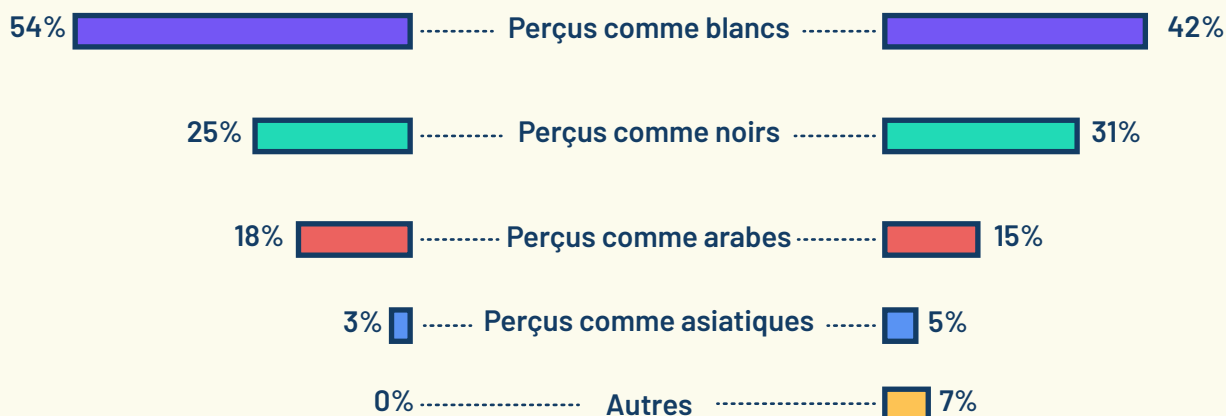 54% Perçus comme blancs 42%
25% Perçus comme noirs 31%
18% Perçus comme arabes 15%
3% Perçus comme asiatiques 5%
0% Autres 7%